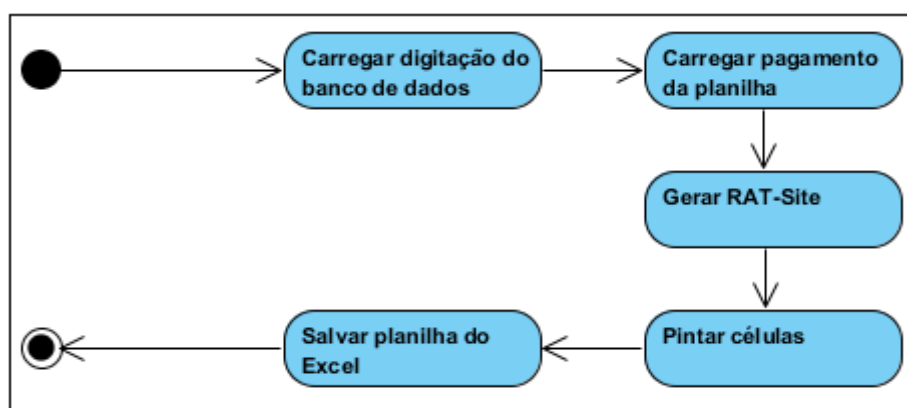 Carregar digitação do
banco de dados
Carregar pagamento
da planilha
Gerar RAT-Site
Pintar células
Salvar planilha do
Excel